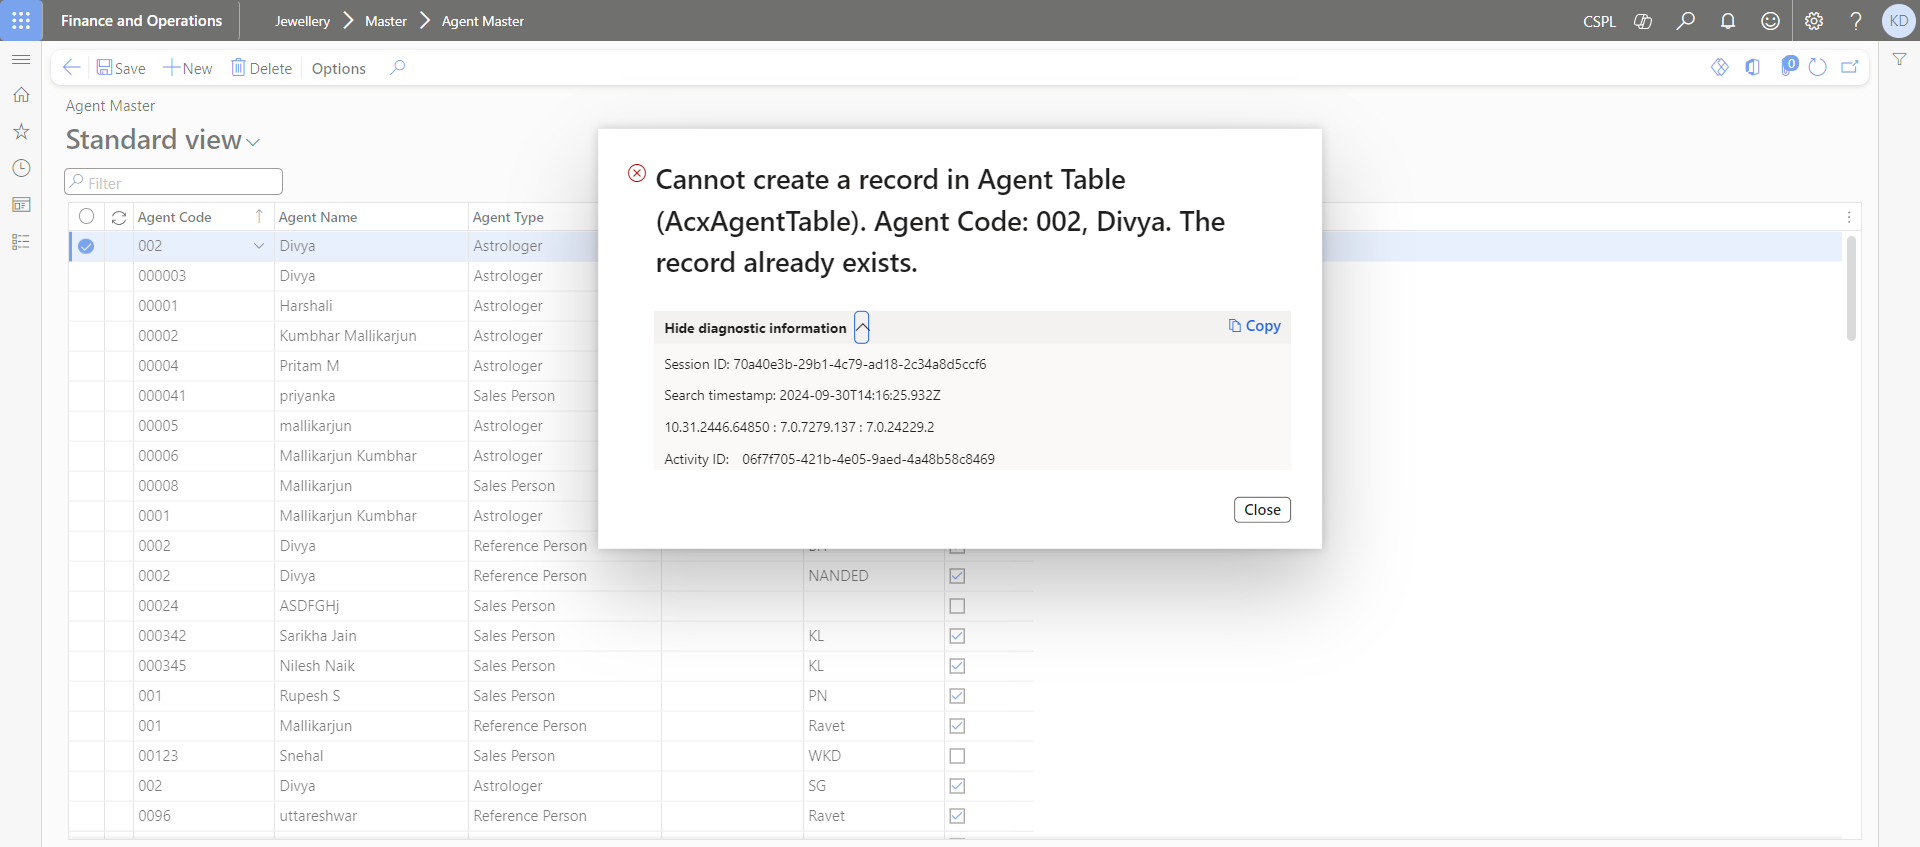 Finance and Operations
Jewellery Master Agent Master
CSPL
KD
Save New Delete Options
0
Agent Master
Standard view
Filter
Cannot create a record in Agent Table
(AcxAgentTable). Agent Code: 002, Divya. The
record already exists.
Hide diagnostic information
Copy
Session ID: 70a40e3b-29b1-4c79-ad18-2c34a8d5ccf6
Search timestamp: 2024-09-30T14:16:25.932Z
10.31.2446.64850 : 7.0.7279.137 : 7.0.24229.2
Activity ID: 06f7f705-421b-4e05-9aed-4a48b58c8469
Close
Agent Code Agent Name Agent Type
002 Divya Astrologer
000003 Divya Astrologer
00001 Harshali Astrologer
00002 Kumbhar Mallikarjun Astrologer
00004 Pritam M Astrologer
000041 priyanka Sales Person
00005 mallikarjun Astrologer
00006 Mallikarjun Kumbhar Astrologer
00008 Mallikarjun Sales Person
0001 Mallikarjun Kumbhar Astrologer
0002 Divya Reference Person
0002 Divya Reference Person NANDED
00024 ASDFGHj Sales Person
000342 Sarikha Jain Sales Person KL
000345 Nilesh Naik Sales Person KL
001 Rupesh S Sales Person PN
001 Mallikarjun Reference Person Ravet
00123 Snehal Sales Person WKD
002 Divya Astrologer SG
0096 uttareshwar Reference Person Ravet